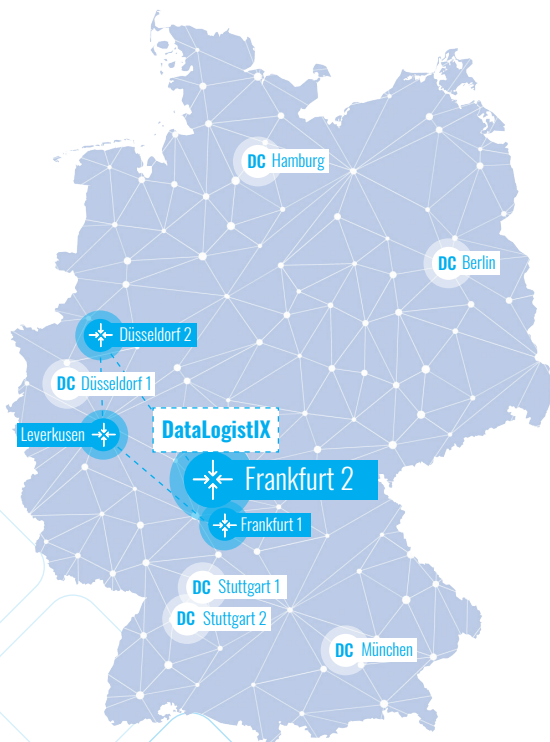 DC Hamburg
DC Berlin
Düsseldorf 2
DC Düsseldorf 1
Leverkusen
DataLogistIX
Frankfurt 2
Frankfurt 1
DC Stuttgart 1
DC Stuttgart 2
DC München